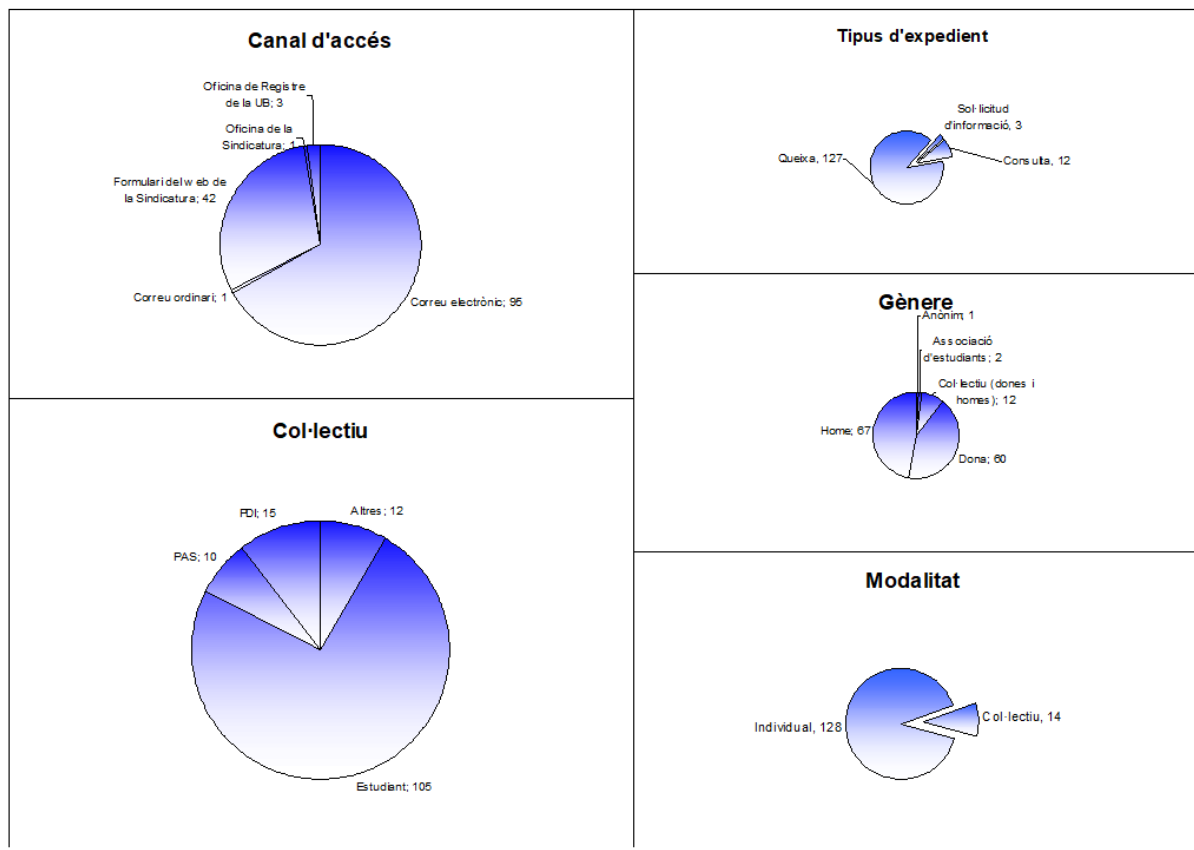 Canal d'accés
Oficina de Registre
de la UB; 3
Oficina de la
Sindicatura; 1
Formulari del web de
la Sindicatura; 42
Correu ordinari; 1
Correu electrònic; 95
Col·lectiu
PDI; 15
Altres; 12
PAS; 10
Estudiant; 105
Tipus d'expedient
Sol·licitud
d'informació, 3
Queixa, 127
Consulta, 12
Gènere
Anònim; 1
Associació
d'estudiants; 2
Col·lectiu (dones i
homes); 12
Home; 67
Dona; 60
Modalitat
Individual, 128
Col·lectiu, 14